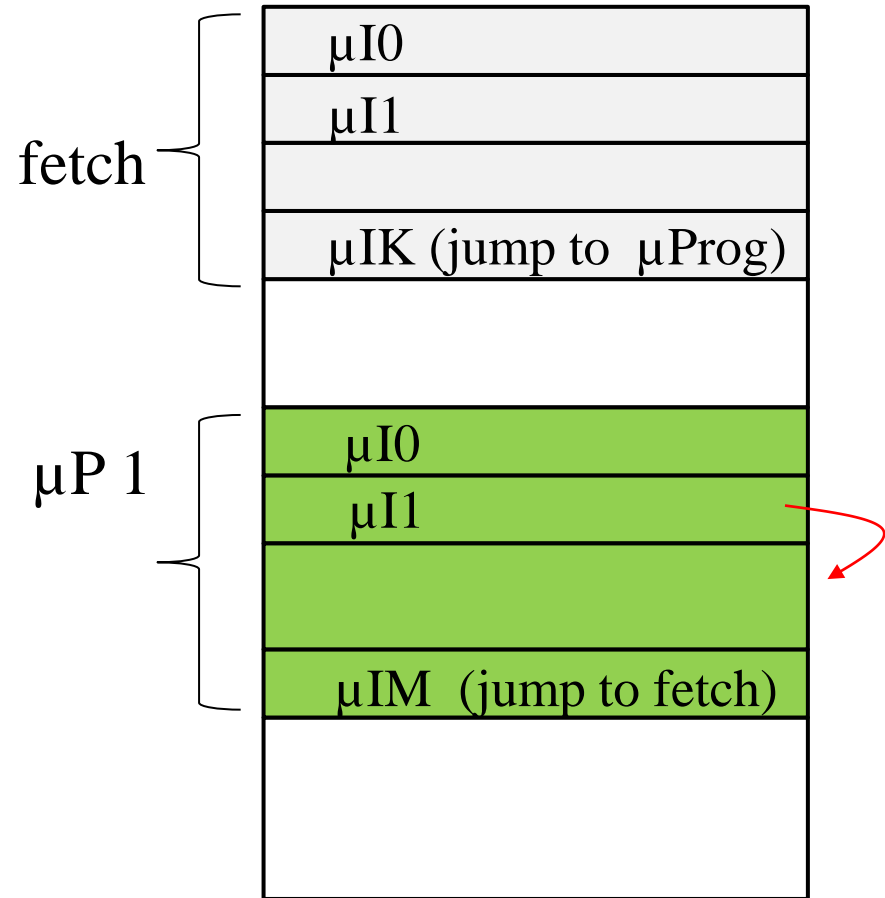 µI0
µI1
fetch
µIK (jump to µProg)
µI0
µP 1
µI1
µIM (jump to fetch)